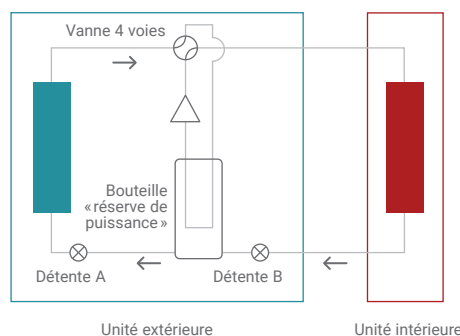 Vanne 4 voies
Bouteille
«réserve de
puissance»
Détente A
Détente B
Unité extérieure
Unité intérieure